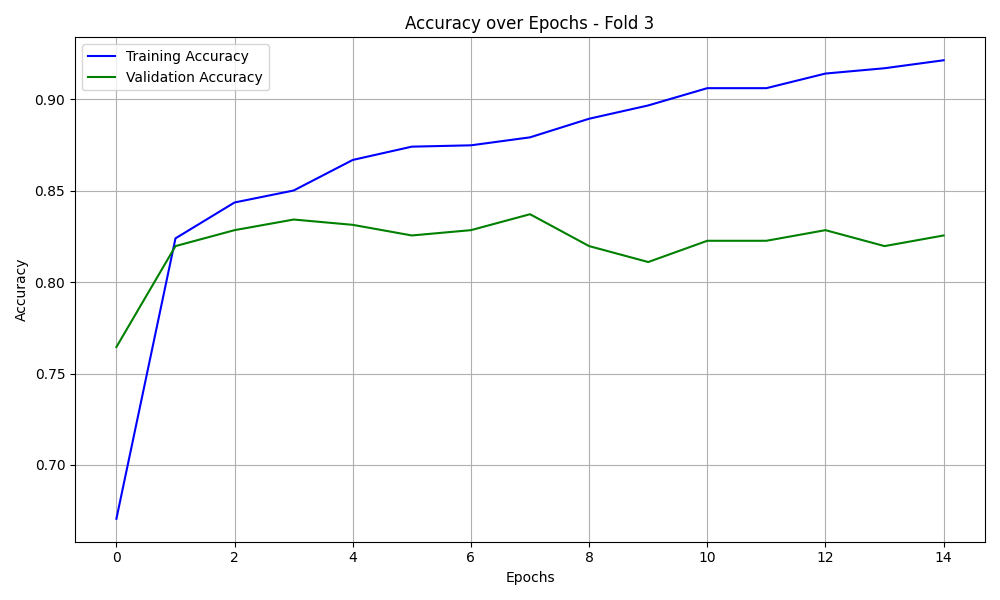 Accuracy over Epochs - Fold 3
Training Accuracy
Validation Accuracy
Accuracy
0.90
0.85
0.80
0.75
0.70
0 2 4 6 8 10 12 14
Epochs